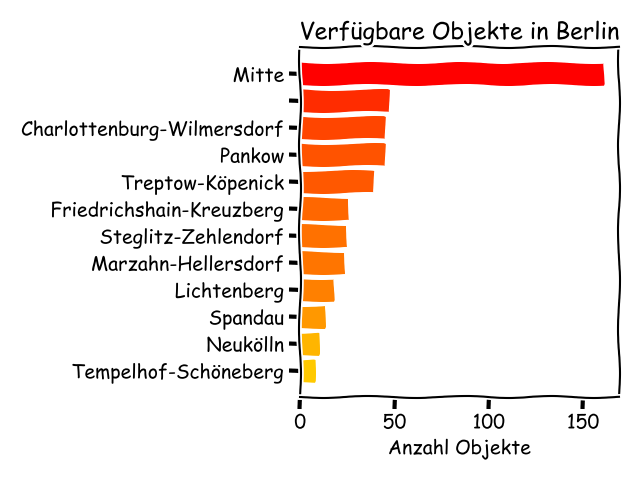 Verfügbare Objekte in Berlin
Mitte
Charlottenburg-Wilmersdorf
Pankow
Treptow-Köpenick
Friedrichshain-Kreuzberg
Steglitz-Zehlendorf
Marzahn-Hellersdorf
Lichtenberg
Spandau
Neukölln
Tempelhof-Schöneberg
0 50 100 150
Anzahl Objekte